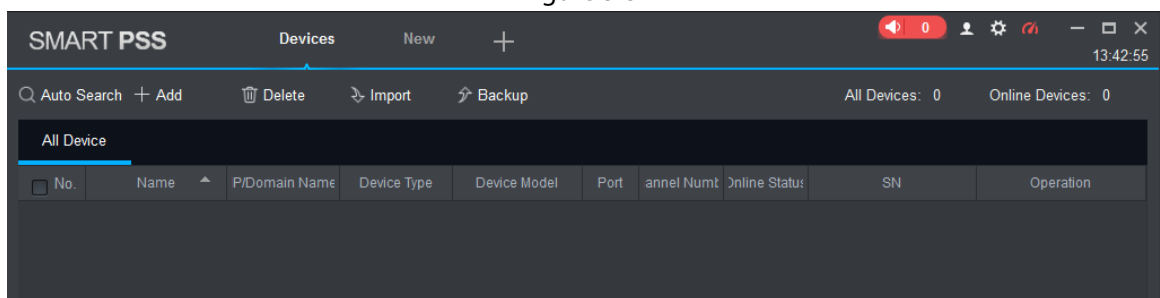 SMART PSS Devices New 0
13:42:55
Auto Search Add Delete Import Backup All Devices: 0 Online Devices: 0
All Device
No. Name P/Domain Name Device Type Device Model Port annel Numb Online Status SN Operation